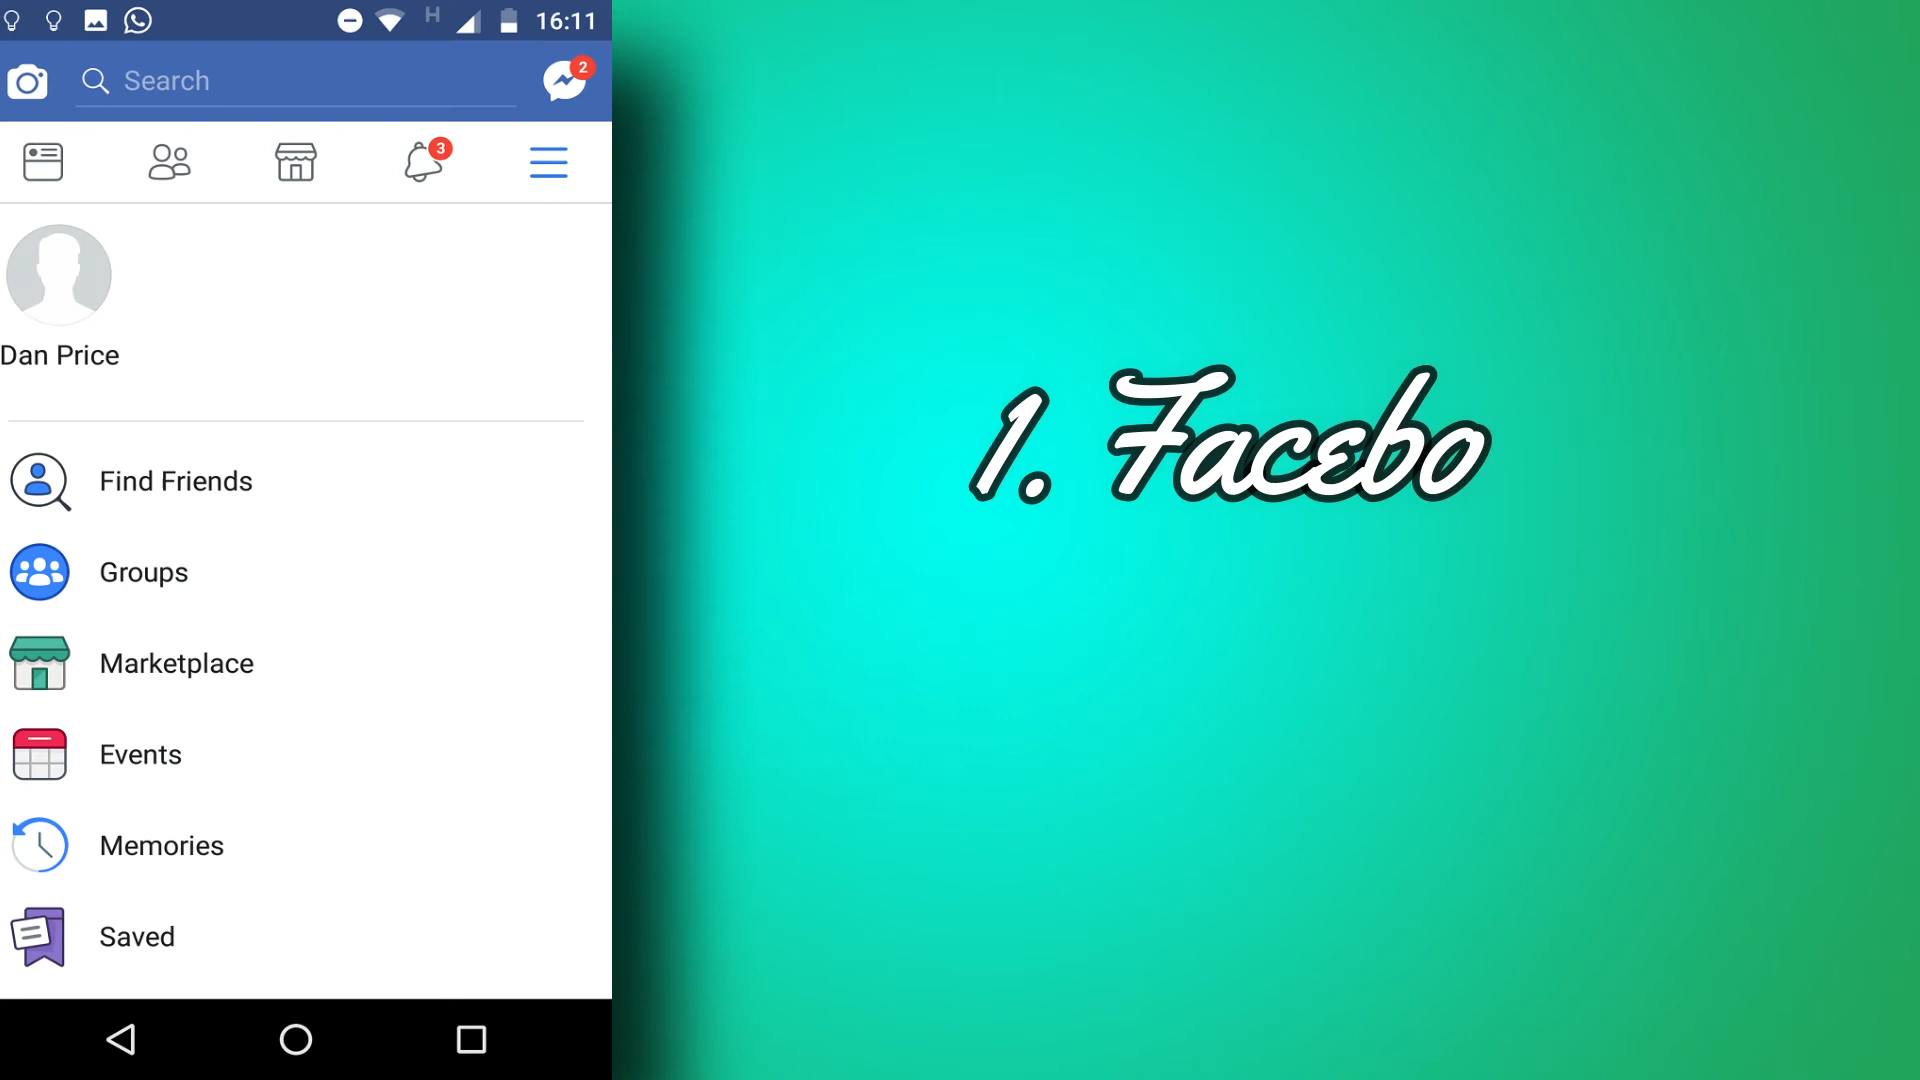 H 16:11
Search
2
3
Dan Price
Find Friends
Groups
Marketplace
Events
Memories
Saved
1. Facebo